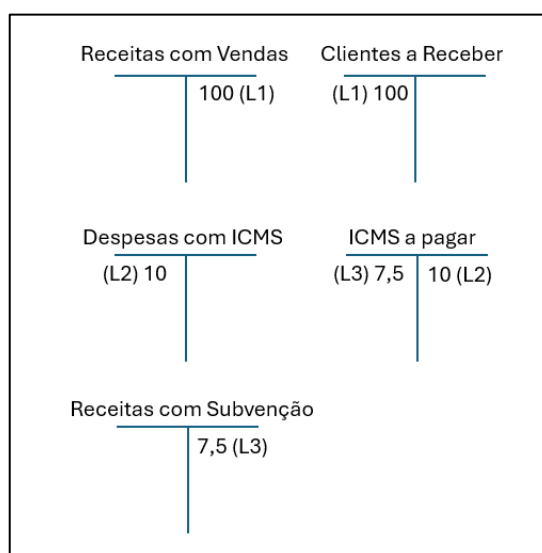 Receitas com Vendas Clientes a Receber
100 (L1) (L1) 100
Despesas com ICMS ICMS a pagar
(L2) 10 (L3) 7,5 10 (L2)
Receitas com Subvenção
7,5 (L3)